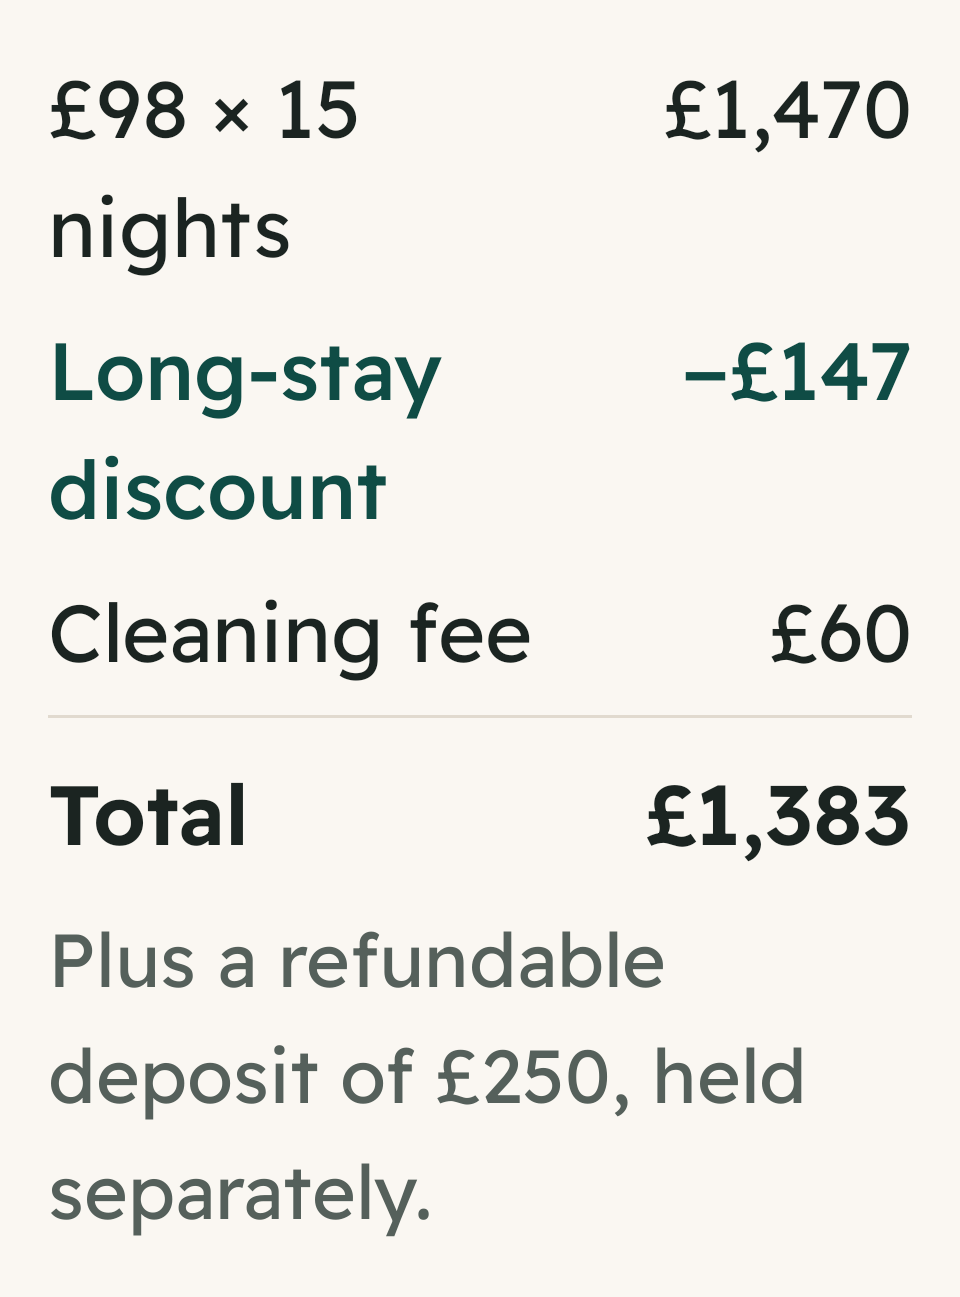 £98 × 15 £1,470
nights
Long-stay −£147
discount
Cleaning fee £60
Total £1,383
Plus a refundable
deposit of £250, held
separately.